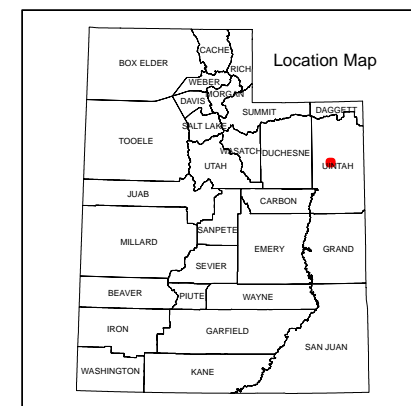 Location Map
CACHE
BOX ELDER
RICH
WEBER
MORGAN
DAVIS
SUMMIT
DAGGETT
SALT LAKE
TOOELE
WASATCH
DUCHESNE
UINTAH
UTAH
JUAB
CARBON
SANPETE
MILLARD
EMERY
GRAND
SEVIER
BEAVER
PIUTE
WAYNE
IRON
GARFIELD
SAN JUAN
WASHINGTON
KANE